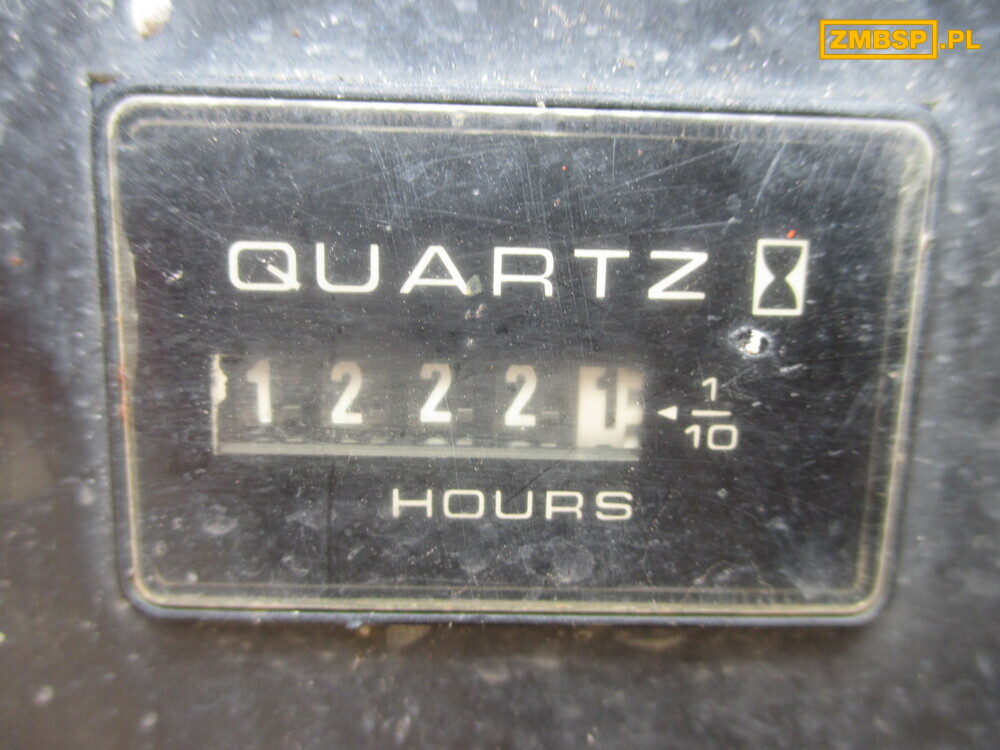 ZMBSP.PL
QUARTZ
1 2 2 2 1
1/10
HOURS